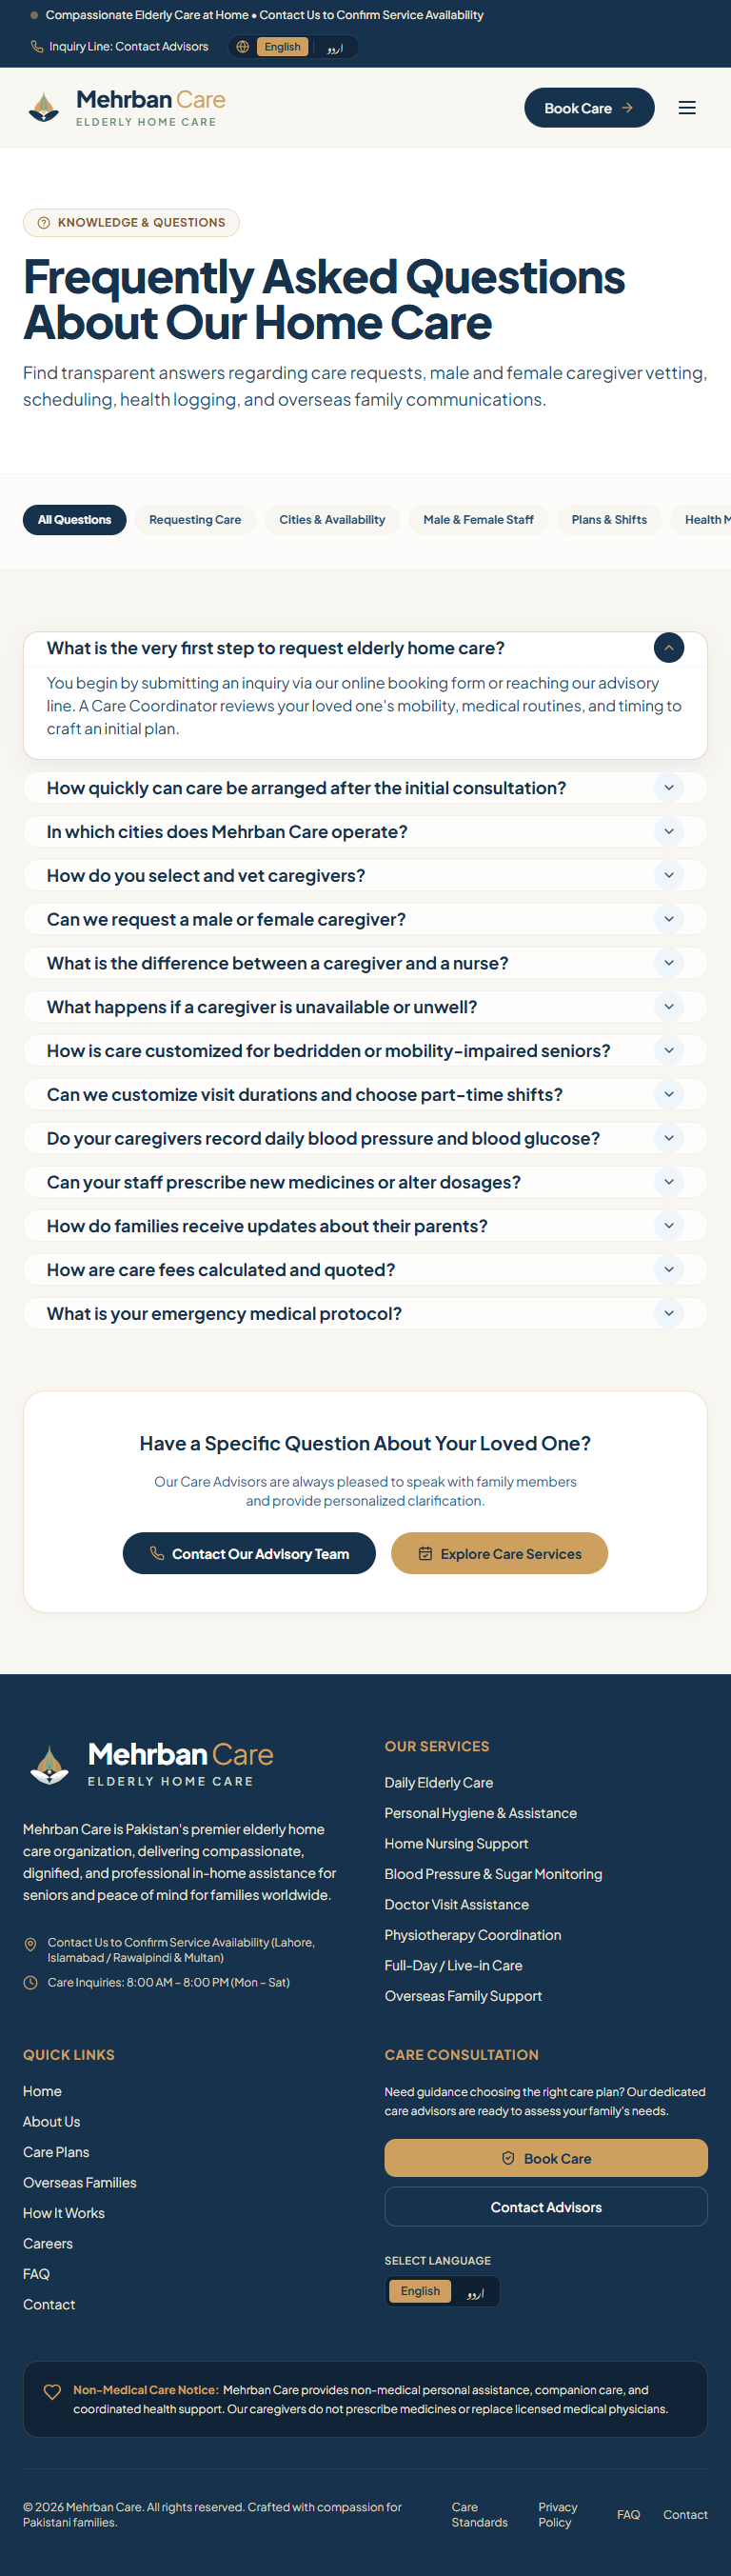 Compassionate Elderly Care at Home • Contact Us to Confirm Service Availability
Inquiry Line: Contact Advisors
English
اردو
Mehrban Care
ELDERLY HOME CARE
Book Care
KNOWLEDGE & QUESTIONS
Frequently Asked Questions
About Our Home Care
Find transparent answers regarding care requests, male and female caregiver vetting,
scheduling, health logging, and overseas family communications.
All Questions
Requesting Care
Cities & Availability
Male & Female Staff
Plans & Shifts
Health M
What is the very first step to request elderly home care?
You begin by submitting an inquiry via our online booking form or reaching our advisory
line. A Care Coordinator reviews your loved one's mobility, medical routines, and timing to
craft an initial plan.
How quickly can care be arranged after the initial consultation?
In which cities does Mehrban Care operate?
How do you select and vet caregivers?
Can we request a male or female caregiver?
What is the difference between a caregiver and a nurse?
What happens if a caregiver is unavailable or unwell?
How is care customized for bedridden or mobility-impaired seniors?
Can we customize visit durations and choose part-time shifts?
Do your caregivers record daily blood pressure and blood glucose?
Can your staff prescribe new medicines or alter dosages?
How do families receive updates about their parents?
How are care fees calculated and quoted?
What is your emergency medical protocol?
Have a Specific Question About Your Loved One?
Our Care Advisors are always pleased to speak with family members
and provide personalized clarification.
Contact Our Advisory Team
Explore Care Services
Mehrban Care
ELDERLY HOME CARE
Mehrban Care is Pakistan's premier elderly home
care organization, delivering compassionate,
dignified, and professional in-home assistance for
seniors and peace of mind for families worldwide.
Contact Us to Confirm Service Availability (Lahore,
Islamabad / Rawalpindi & Multan)
Care Inquiries: 8:00 AM – 8:00 PM (Mon – Sat)
OUR SERVICES
Daily Elderly Care
Personal Hygiene & Assistance
Home Nursing Support
Blood Pressure & Sugar Monitoring
Doctor Visit Assistance
Physiotherapy Coordination
Full-Day / Live-in Care
Overseas Family Support
QUICK LINKS
Home
About Us
Care Plans
Overseas Families
How It Works
Careers
FAQ
Contact
CARE CONSULTATION
Need guidance choosing the right care plan? Our dedicated
care advisors are ready to assess your family's needs.
Book Care
Contact Advisors
SELECT LANGUAGE
English
اردو
Non-Medical Care Notice: Mehrban Care provides non-medical personal assistance, companion care, and
coordinated health support. Our caregivers do not prescribe medicines or replace licensed medical physicians.
© 2026 Mehrban Care. All rights reserved. Crafted with compassion for
Pakistani families.
Care
Standards
Privacy
Policy
FAQ
Contact